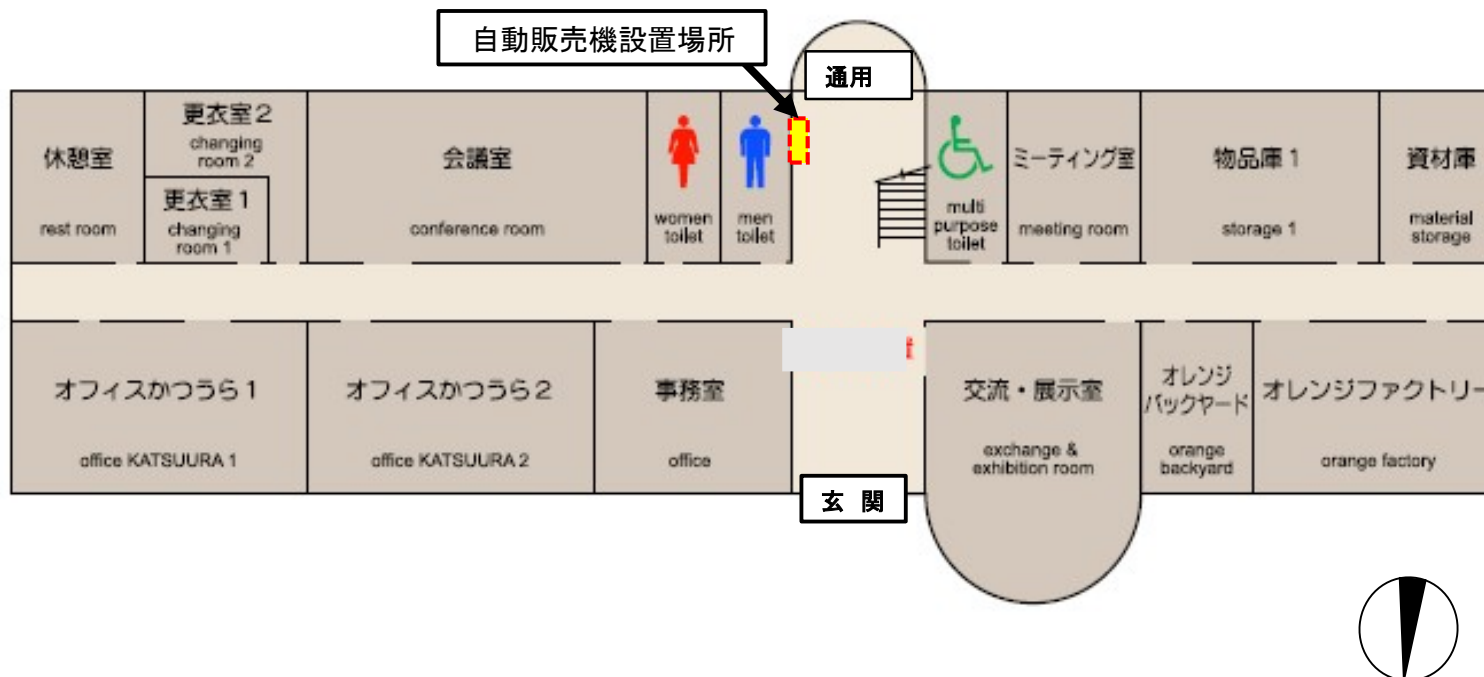 自動販売機設置場所
通用
休憩室
rest room
更衣室2
changing
room 2
更衣室1
changing
room 1
会議室
conference room
women
toilet
men
toilet
multi
purpose
toilet
ミーティング室
meeting room
物品庫1
storage 1
資材庫
material
storage
オフィスかつうら1
office KATSUURA 1
オフィスかつうら2
office KATSUURA 2
事務室
office
玄 関
交流・展示室
exchange &
exhibition room
オレンジ
バックヤード
orange
backyard
オレンジファクトリー
orange factory